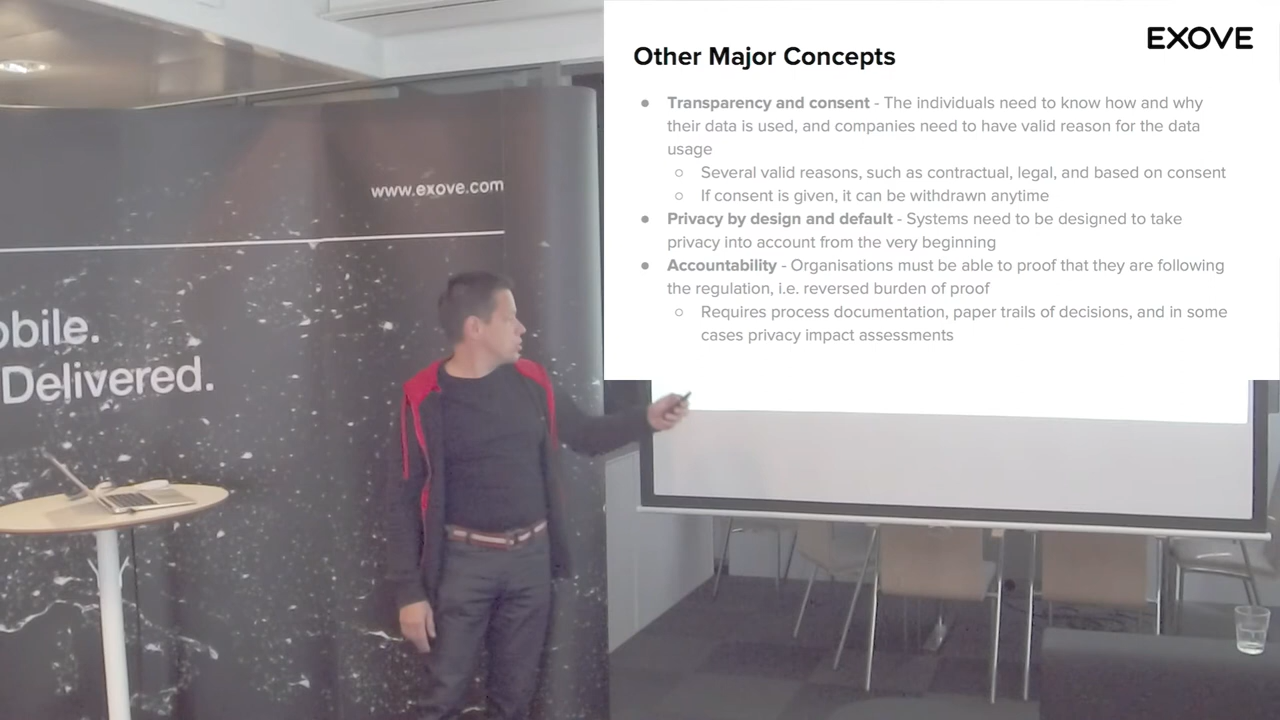 www.exove.com
obile.
Delivered.
EXOVE
Other Major Concepts
● Transparency and consent - The individuals need to know how and why
their data is used, and companies need to have valid reason for the data
usage
○ Several valid reasons, such as contractual, legal, and based on consent
○ If consent is given, it can be withdrawn anytime
● Privacy by design and default - Systems need to be designed to take
privacy into account from the very beginning
● Accountability - Organisations must be able to proof that they are following
the regulation, i.e. reversed burden of proof
○ Requires process documentation, paper trails of decisions, and in some
cases privacy impact assessments